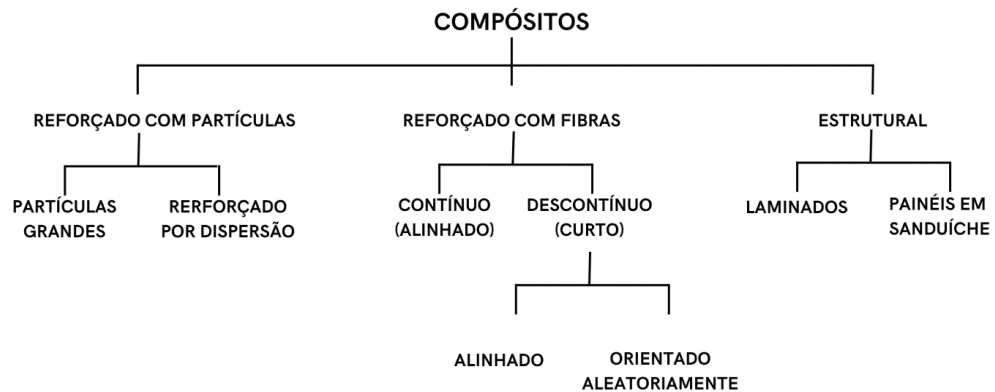 COMPÓSITOS
REFORÇADO COM PARTÍCULAS
REFORÇADO COM FIBRAS
ESTRUTURAL
PARTÍCULAS
GRANDES
RERFORÇADO
POR DISPERSÃO
CONTÍNUO
(ALINHADO)
DESCONTÍNUO
(CURTO)
LAMINADOS
PAINÉIS EM
SANDUÍCHE
ALINHADO
ORIENTADO
ALEATORIAMENTE